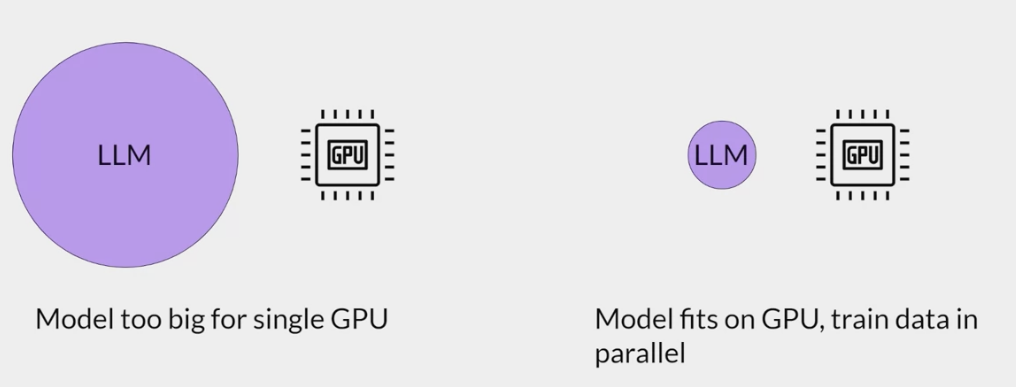 LLM
GPU
LLM
GPU
Model too big for single GPU
Model fits on GPU, train data in
parallel